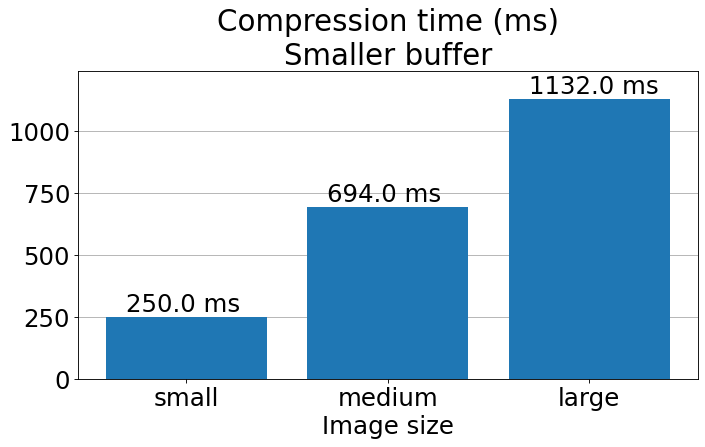 Compression time (ms)
Smaller buffer
1132.0 ms
1000
694.0 ms
750
500
250.0 ms
250
0
small medium large
Image size